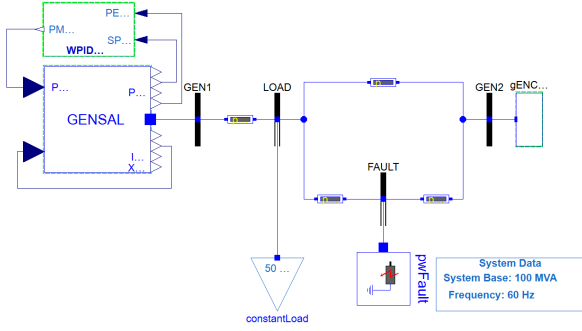 PE...
PM...
SP...
WPID...
P...
P...
GENSAL
I...
X...
GEN1
LOAD
GEN2
gENC...
FAULT
pwFault
50 ...
constantLoad
System Data
System Base: 100 MVA
Frequency: 60 Hz